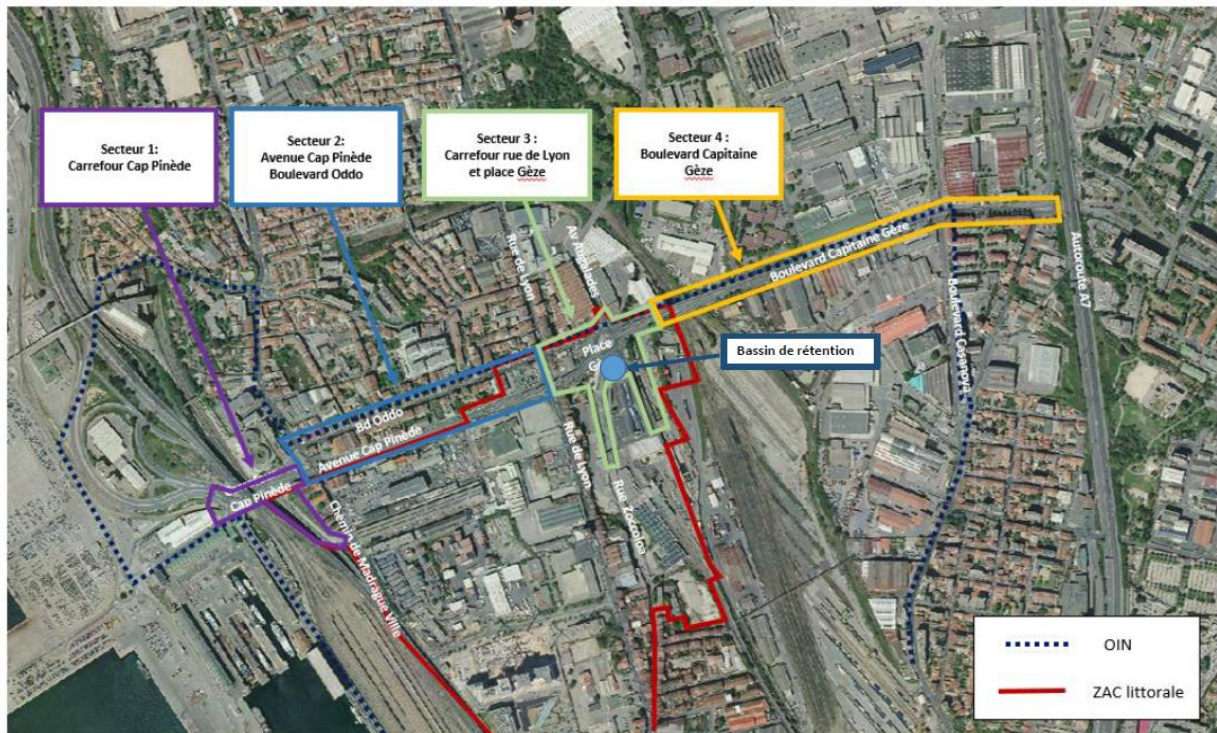 Secteur 1:
Carrefour Cap Pinède
Secteur 2:
Avenue Cap Pinède
Boulevard Oddo
Secteur 3 :
Carrefour rue de Lyon
et place Gèze
Secteur 4 :
Boulevard Capitaine
Gèze
Rue de Lyon
Av Aygalades
Boulevard Capitaine Gèze
Autoroute A7
Boulevard Casanova
Place
Bassin de rétention
Bd Oddo
Avenue Cap Pinède
Cap Pinède
Chemin de Madrague Ville
Rue de Lyon
Rue Zoccola
OIN
ZAC littorale